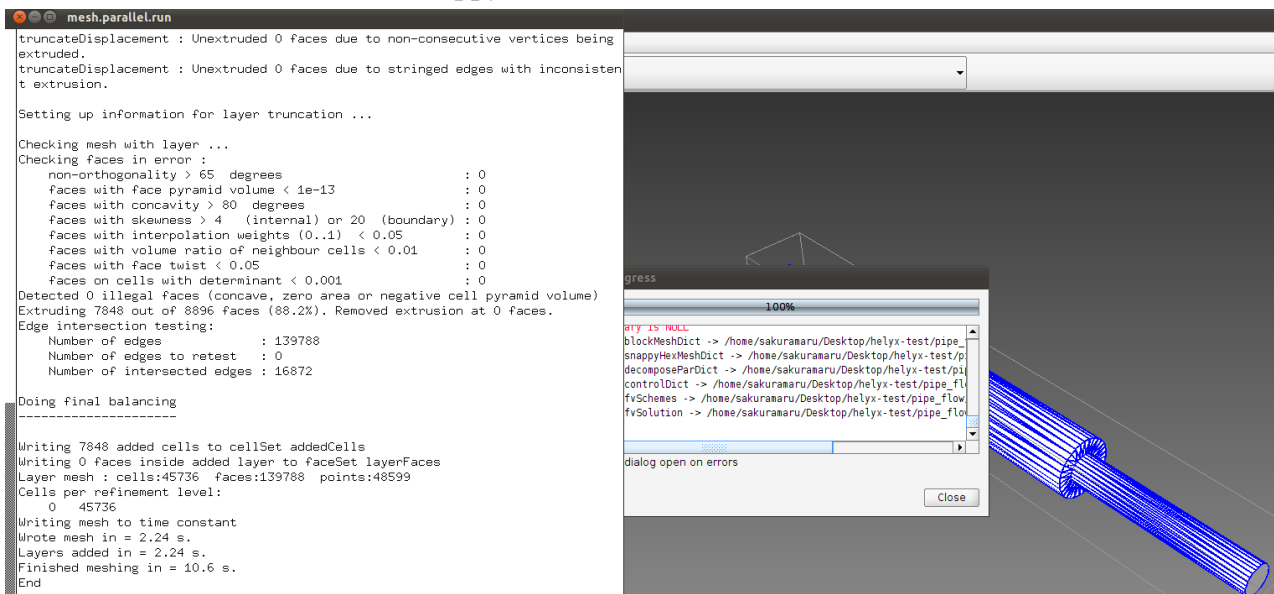 mesh.parallel.run
truncateDisplacement : Unextruded 0 faces due to non-consecutive vertices being
extruded.
truncateDisplacement : Unextruded 0 faces due to stringed edges with inconsisten
t extrusion.
Setting up information for layer truncation ...
Checking mesh with layer ...
Checking faces in error :
non-orthogonality > 65 degrees : 0
faces with face pyramid volume < 1e-13 : 0
faces with concavity > 80 degrees : 0
faces with skewness > 4 (internal) or 20 (boundary) : 0
faces with interpolation weights (0..1) < 0.05 : 0
faces with volume ratio of neighbour cells < 0.01 : 0
faces with face twist < 0.05 : 0
faces on cells with determinant < 0.001 : 0
Detected 0 illegal faces (concave, zero area or negative cell pyramid volume)
Extruding 7848 out of 8896 faces (88.2%). Removed extrusion at 0 faces.
Edge intersection testing:
Number of edges : 139788
Number of edges to retest : 0
Number of intersected edges : 16872
Doing final balancing
---------------------
Writing 7848 added cells to cellSet addedCells
Writing 0 faces inside added layer to faceSet layerFaces
Layer mesh : cells:45736 faces:139788 points:48599
Cells per refinement level:
0 45736
Writing mesh to time constant
Wrote mesh in = 2.24 s.
Layers added in = 2.24 s.
Finished meshing in = 10.6 s.
End
gress
100%
ary is NULL
blockMeshDict -> /home/sakuramaru/Desktop/helyx-test/pipe_
snappyHexMeshDict -> /home/sakuramaru/Desktop/helyx-test/p
decomposeParDict -> /home/sakuramaru/Desktop/helyx-test/pip
controlDict -> /home/sakuramaru/Desktop/helyx-test/pipe_fl
fvSchemes -> /home/sakuramaru/Desktop/helyx-test/pipe_flow
fvSolution -> /home/sakuramaru/Desktop/helyx-test/pipe_flo
dialog open on errors
Close